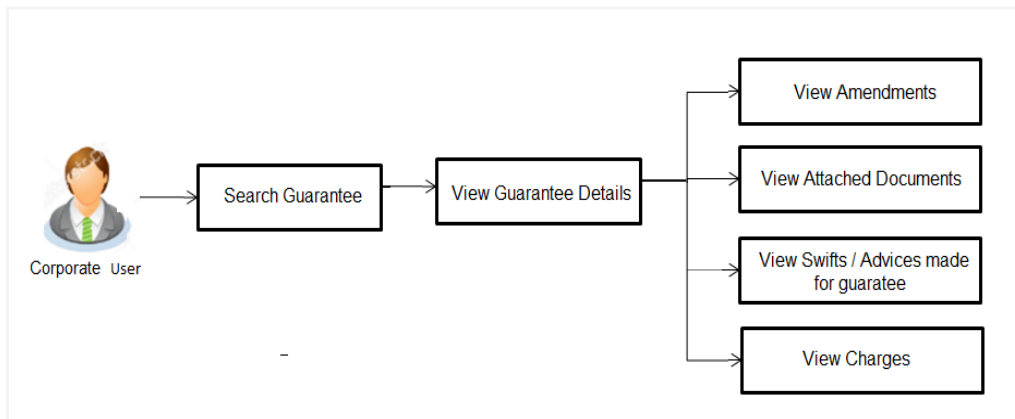 View Amendments
Search Guarantee
View Guarantee Details
View Attached Documents
Corporate User
View Swifts / Advices made
for guaratee
View Charges